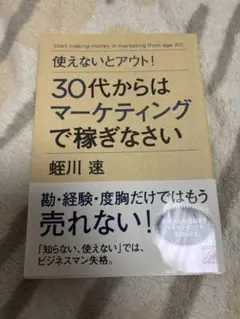 Start making money in marketing from age 30!
使えないとアウト!
30代からは
マーケティング
で稼ぎなさい
蛭川 速
勘・経験・度胸だけではもう
売れない!
「知らない、使えない」では、
ビジネスマン失格。